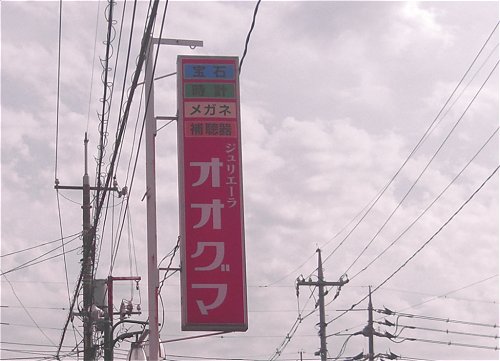 宝石
時計
メガネ
補聴器
ジュリエーラ
オオグマ